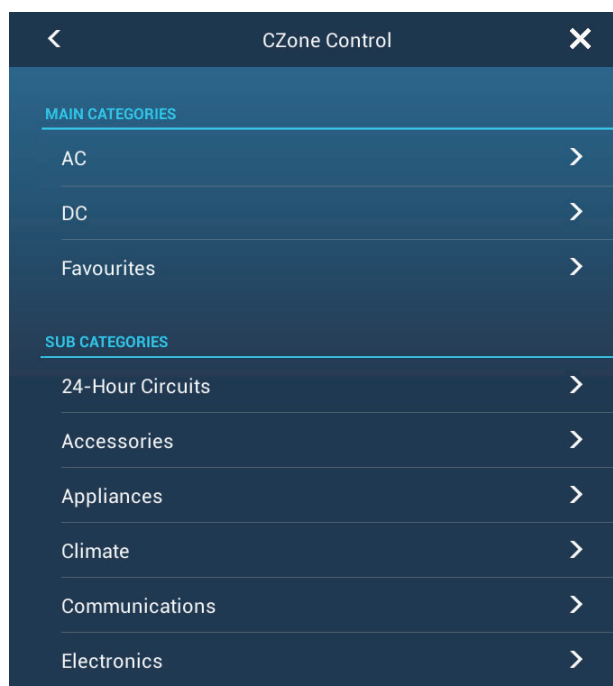 CZone Control
MAIN CATEGORIES
AC
DC
Favourites
SUB CATEGORIES
24-Hour Circuits
Accessories
Appliances
Climate
Communications
Electronics